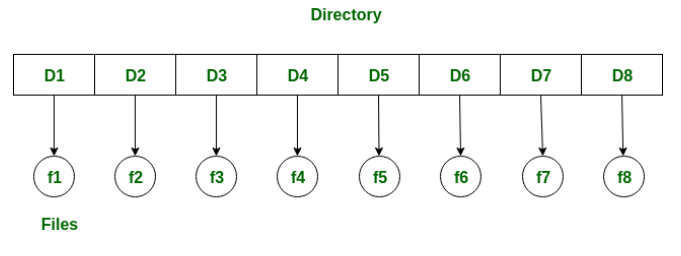 Directory
D1 D2 D3 D4 D5 D6 D7 D8
f1 f2 f3 f4 f5 f6 f7 f8
Files